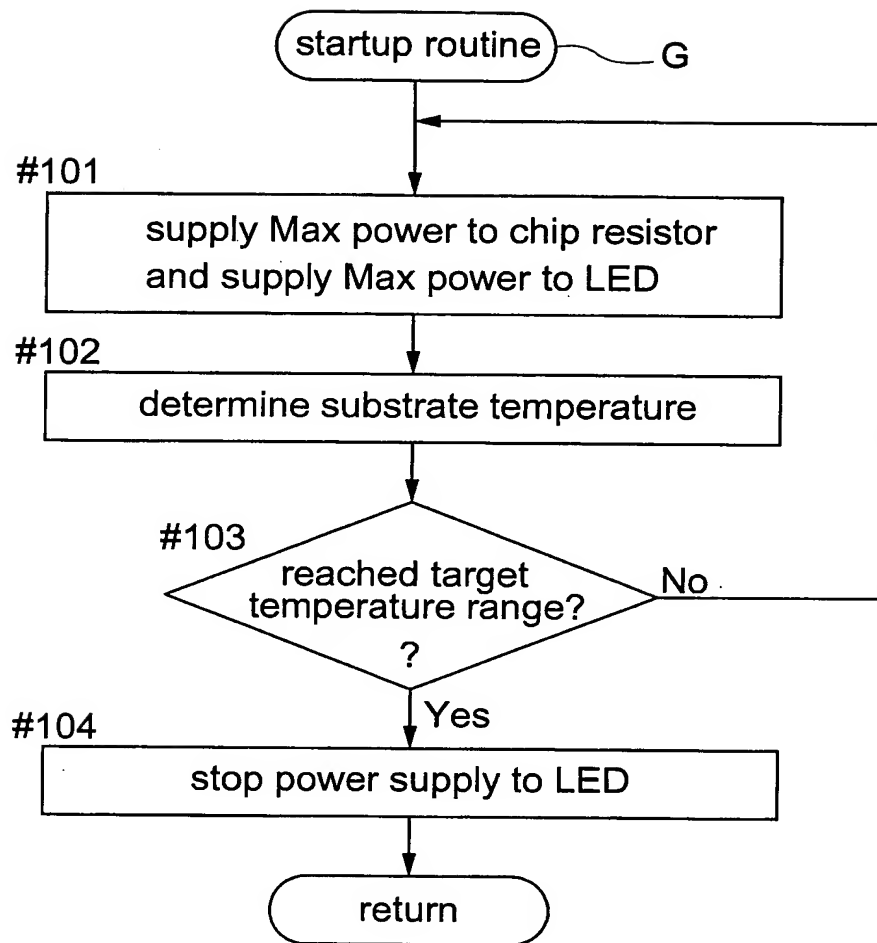 startup routine
G
#101
supply Max power to chip resistor
and supply Max power to LED
#102
determine substrate temperature
#103
reached target
temperature range?
?
No
Yes
#104
stop power supply to LED
return